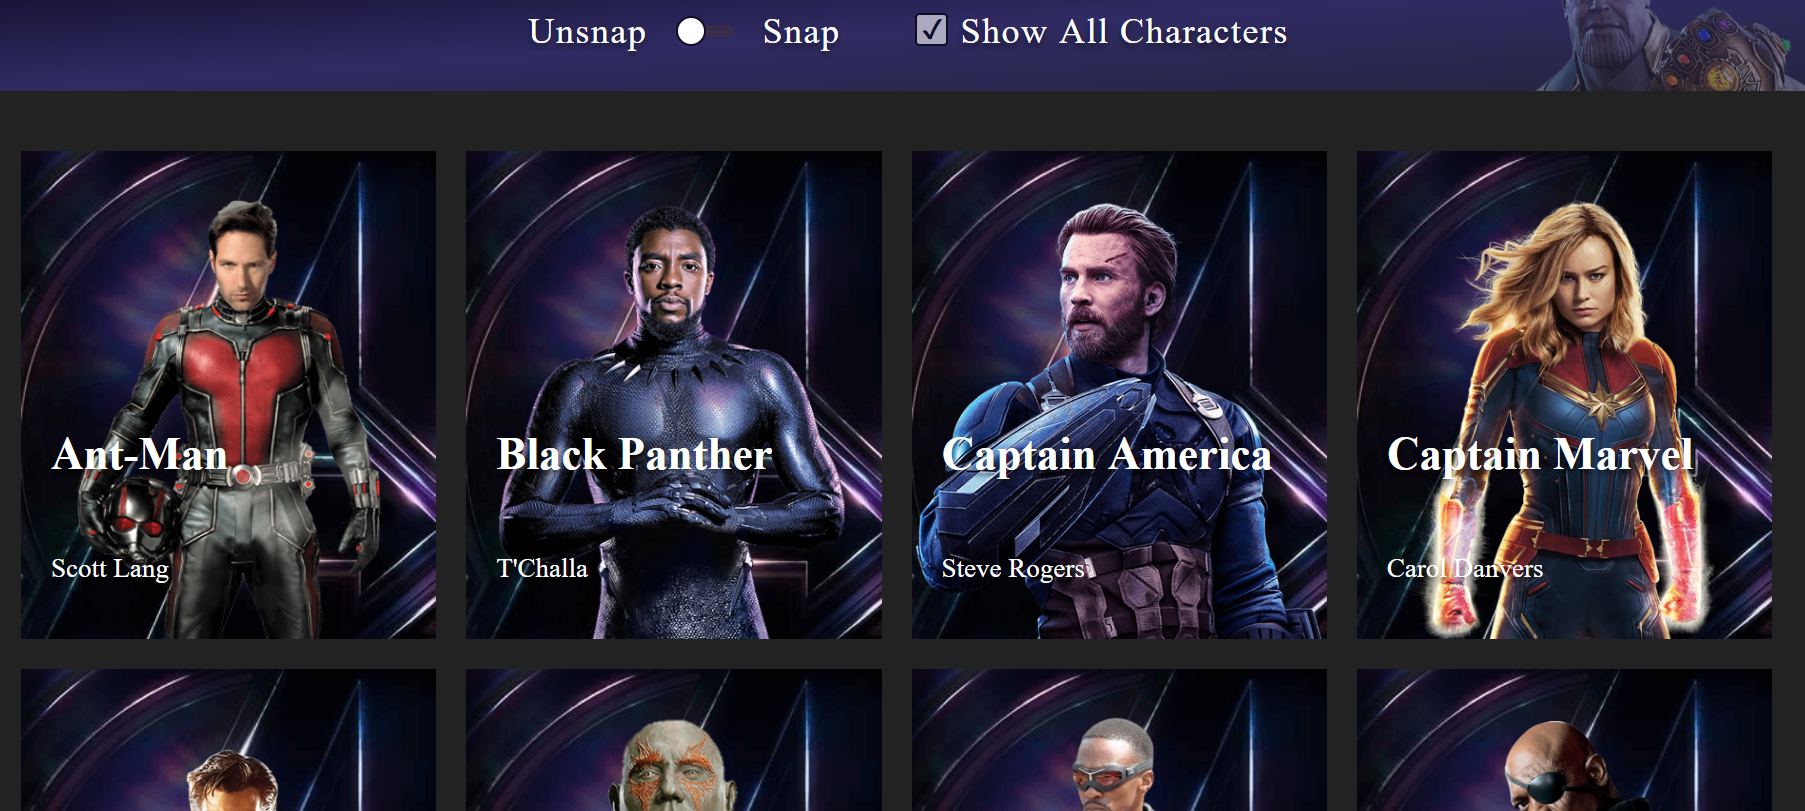 Unsnap Snap Show All Characters
Ant-Man
Scott Lang
Black Panther
T'Challa
Captain America
Steve Rogers
Captain Marvel
Carol Danvers